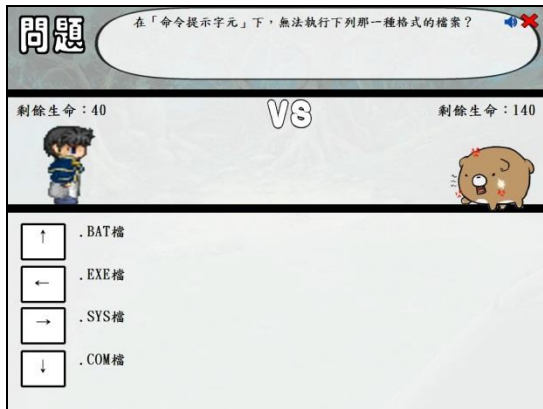 問題
在「命令提示字元」下，無法執行下列那一種格式的檔案？
剩餘生命：40
VS
剩餘生命：140
↑ .BAT檔
← .EXE檔
→ .SYS檔
↓ .COM檔